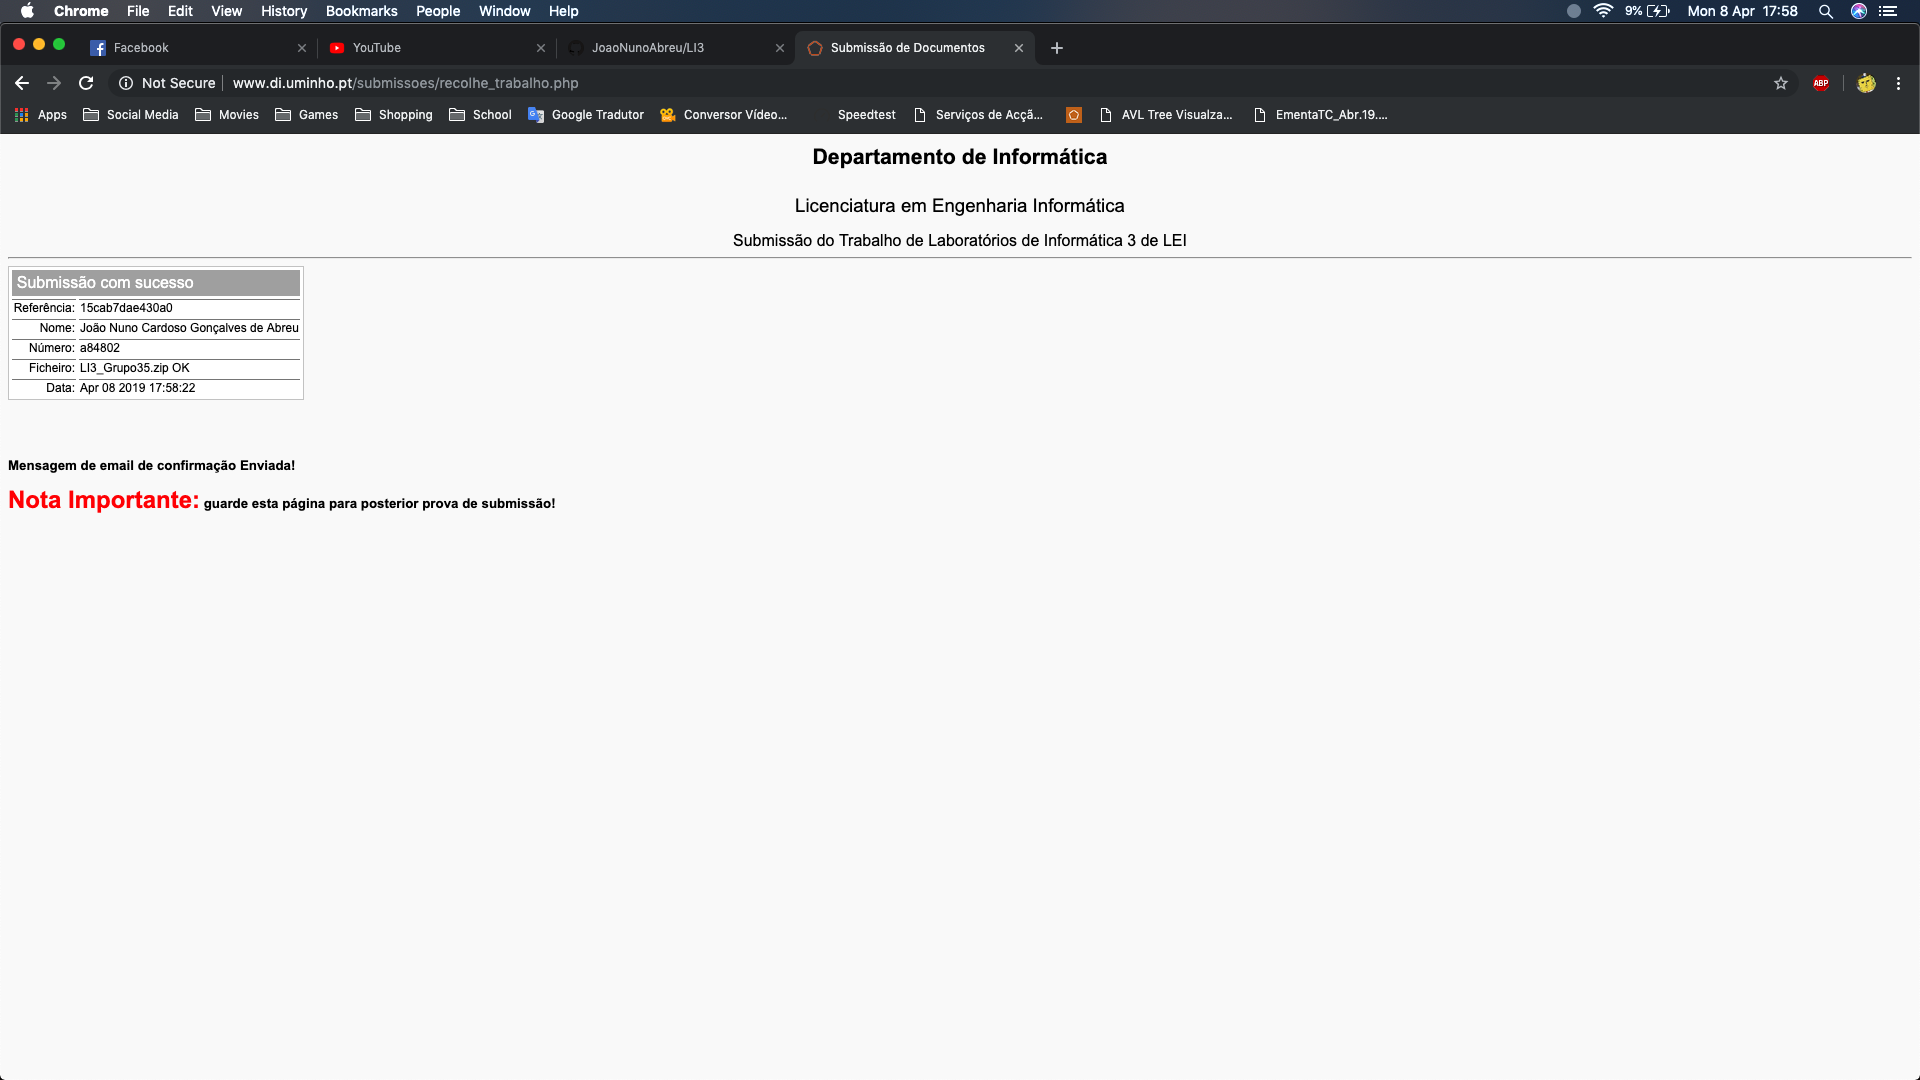 Chrome File Edit View History Bookmarks People Window Help 9% Mon 8 Apr 17:58
Facebook YouTube JoaoNunoAbreu/LI3 Submissão de Documentos
Not Secure www.di.uminho.pt/submissoes/recolhe_trabalho.php ABP
Apps Social Media Movies Games Shopping School Google Tradutor Conversor Vídeo... Speedtest Serviços de Acçã... AVL Tree Visualza... EmentaTC_Abr.19....
Departamento de Informática
Licenciatura em Engenharia Informática
Submissão do Trabalho de Laboratórios de Informática 3 de LEI
Submissão com sucesso
Referência: 15cab7dae430a0
Nome: João Nuno Cardoso Gonçalves de Abreu
Número: a84802
Ficheiro: LI3_Grupo35.zip OK
Data: Apr 08 2019 17:58:22
Mensagem de email de confirmação Enviada!
Nota Importante: guarde esta página para posterior prova de submissão!